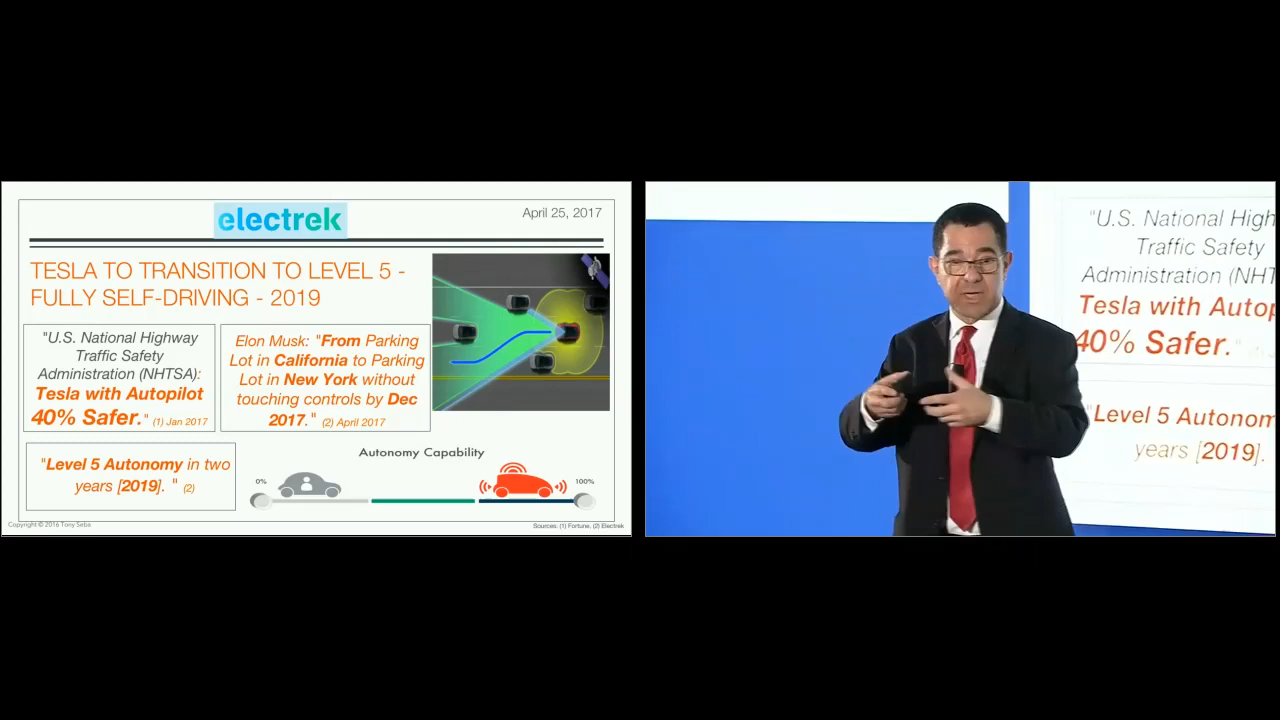 electrek
April 25, 2017
TESLA TO TRANSITION TO LEVEL 5 -
FULLY SELF-DRIVING - 2019
"U.S. National Highway
Traffic Safety
Administration (NHTSA):
Tesla with Autopilot
40% Safer." (1) Jan 2017
Elon Musk: "From Parking
Lot in California to Parking
Lot in New York without
touching controls by Dec
2017." (2) April 2017
"Level 5 Autonomy in two
years [2019]. " (2)
Autonomy Capability
0%
100%
Copyright © 2016 Tony Seba
Sources: (1) Fortune, (2) Electrek
"U.S. National High
Traffic Safety
Administration (NHT
Tesla with Autop
40% Safer."
"Level 5 Autonom
years [2019].